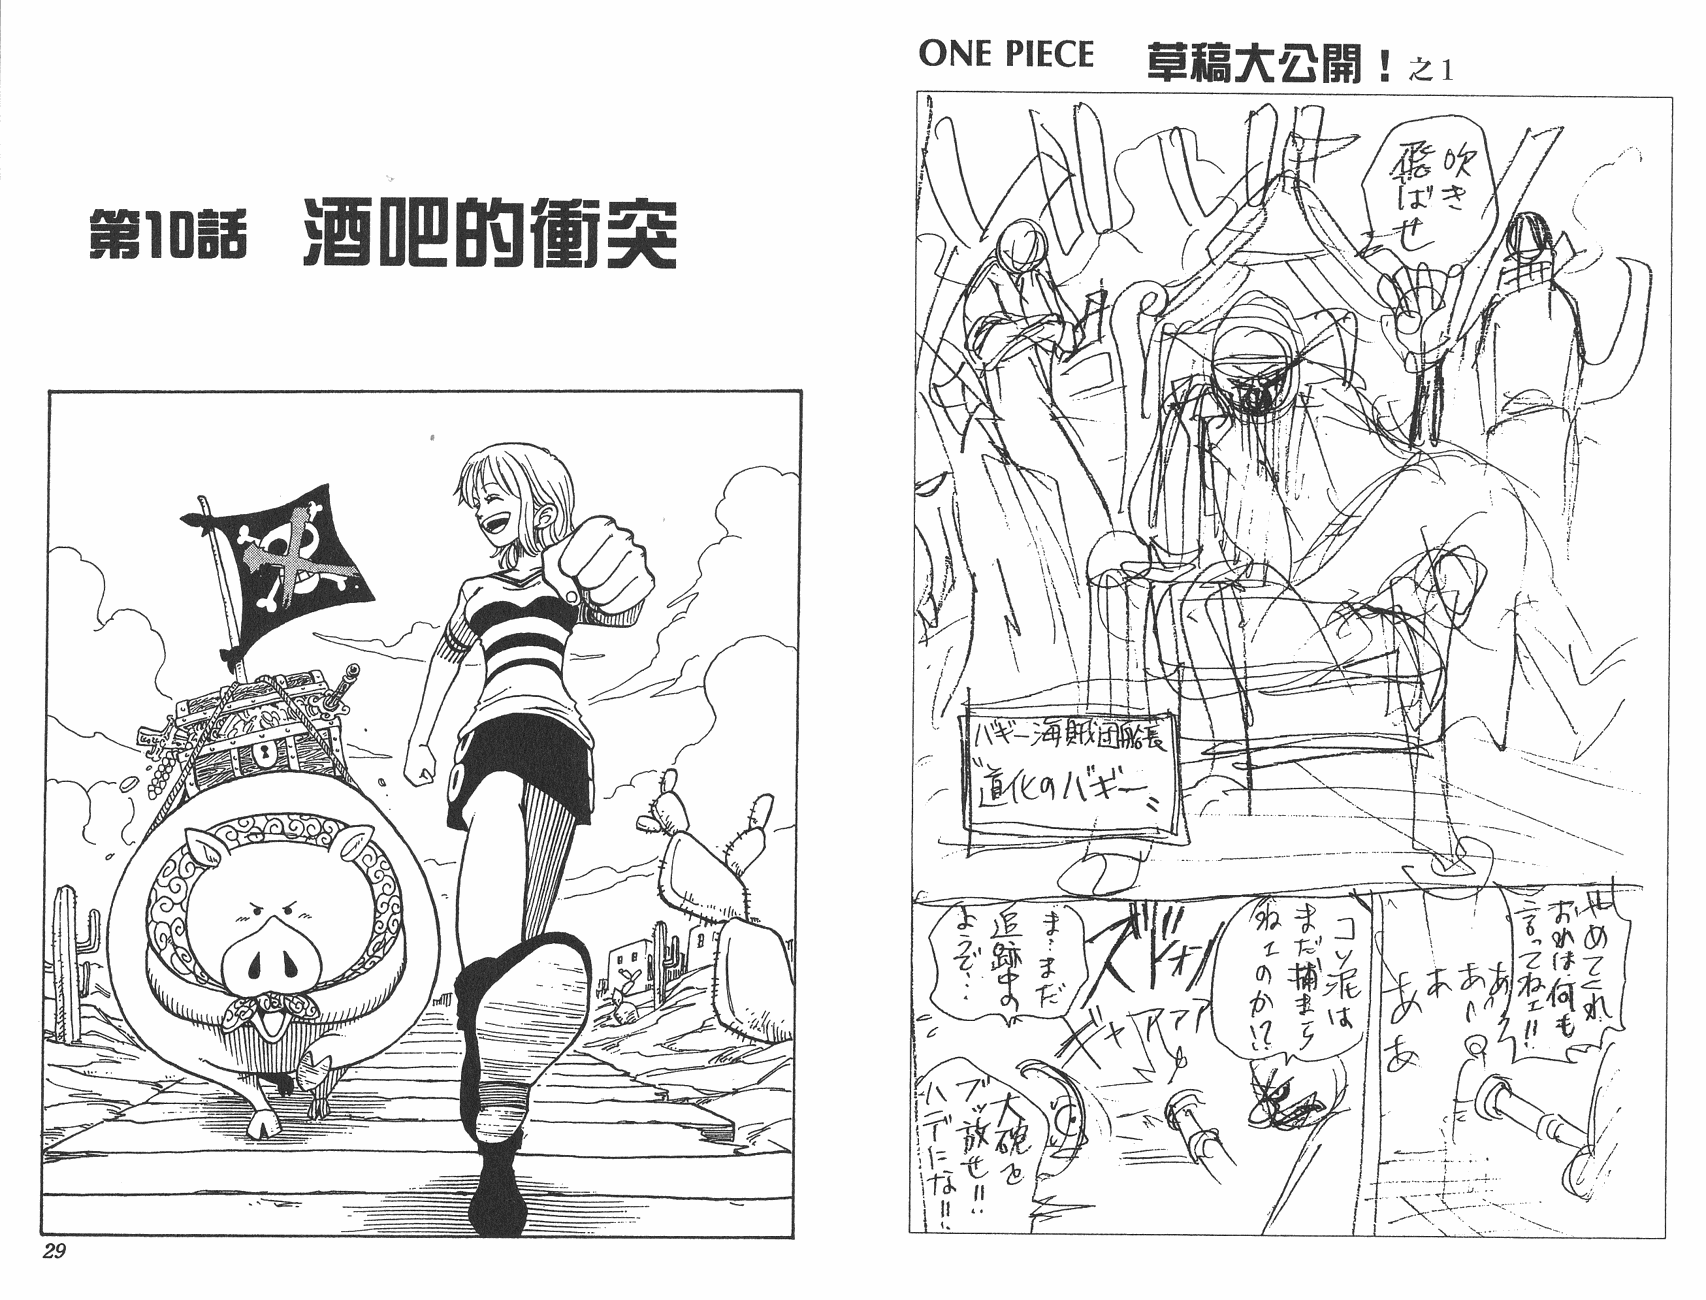 ONE PIECE 草稿大公開！之1
吹き
飛ばせ
バギー海賊団船長
〝道化のバギー〟
やめてくれ
おれは何も
言ってねェ!!
あああ
ああ
コソ泥は
まだ捕まら
ねェのか!?
ズドォン
ギャアアア
ま…まだ
追跡中の
ようで…
大砲を
ブッ放せ!!
ハデにな!!
第10話 酒吧的衝突
29